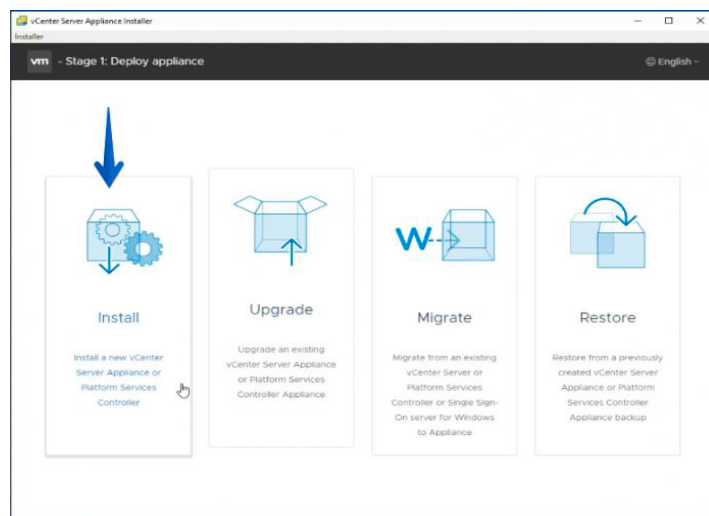 vCenter Server Appliance Installer
Installer
vm - Stage 1: Deploy appliance
English
Install
Install a new vCenter
Server Appliance or
Platform Services
Controller
Upgrade
Upgrade an existing
vCenter Server Appliance
or Platform Services
Controller Appliance
W
Migrate
Migrate from an existing
vCenter Server or
Platform Services
Controller or Single Sign-
On server for Windows
to Appliance
Restore
Restore from a previously
created vCenter Server
Appliance or Platform
Services Controller
Appliance backup